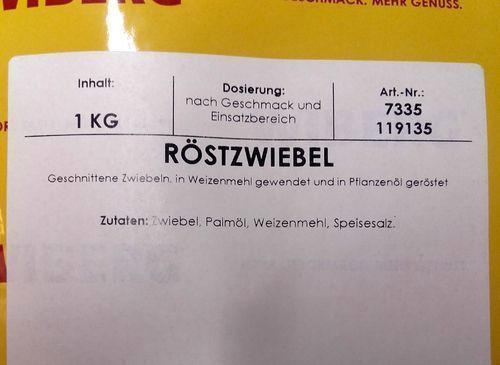 MEHR GENUSS.
Inhalt:
1 KG
Dosierung:
nach Geschmack und
Einsatzbereich
Art.-Nr.:
7335
119135
RÖSTZWIEBEL
Geschnittene Zwiebeln, in Weizenmehl gewendet und in Pflanzenöl geröstet
Zutaten: Zwiebel, Palmöl, Weizenmehl, Speisesalz.